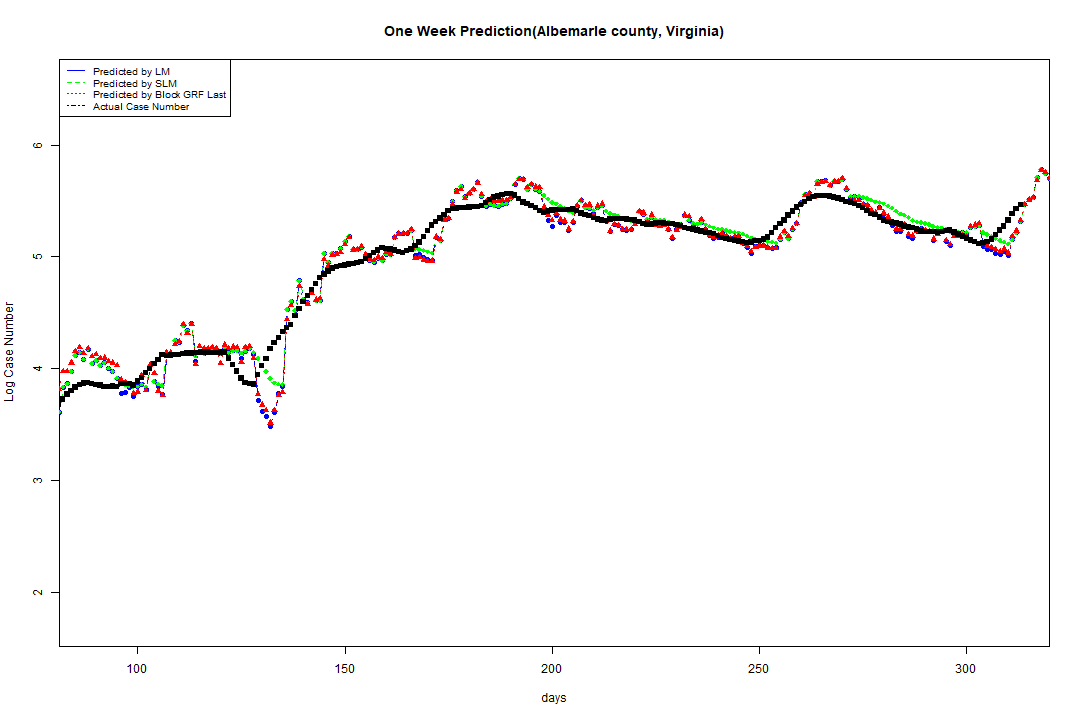 One Week Prediction(Albemarle county, Virginia)
Predicted by LM
Predicted by SLM
Predicted by Block GRF Last
Actual Case Number
6
5
4
3
2
Log Case Number
100 150 200 250 300
days